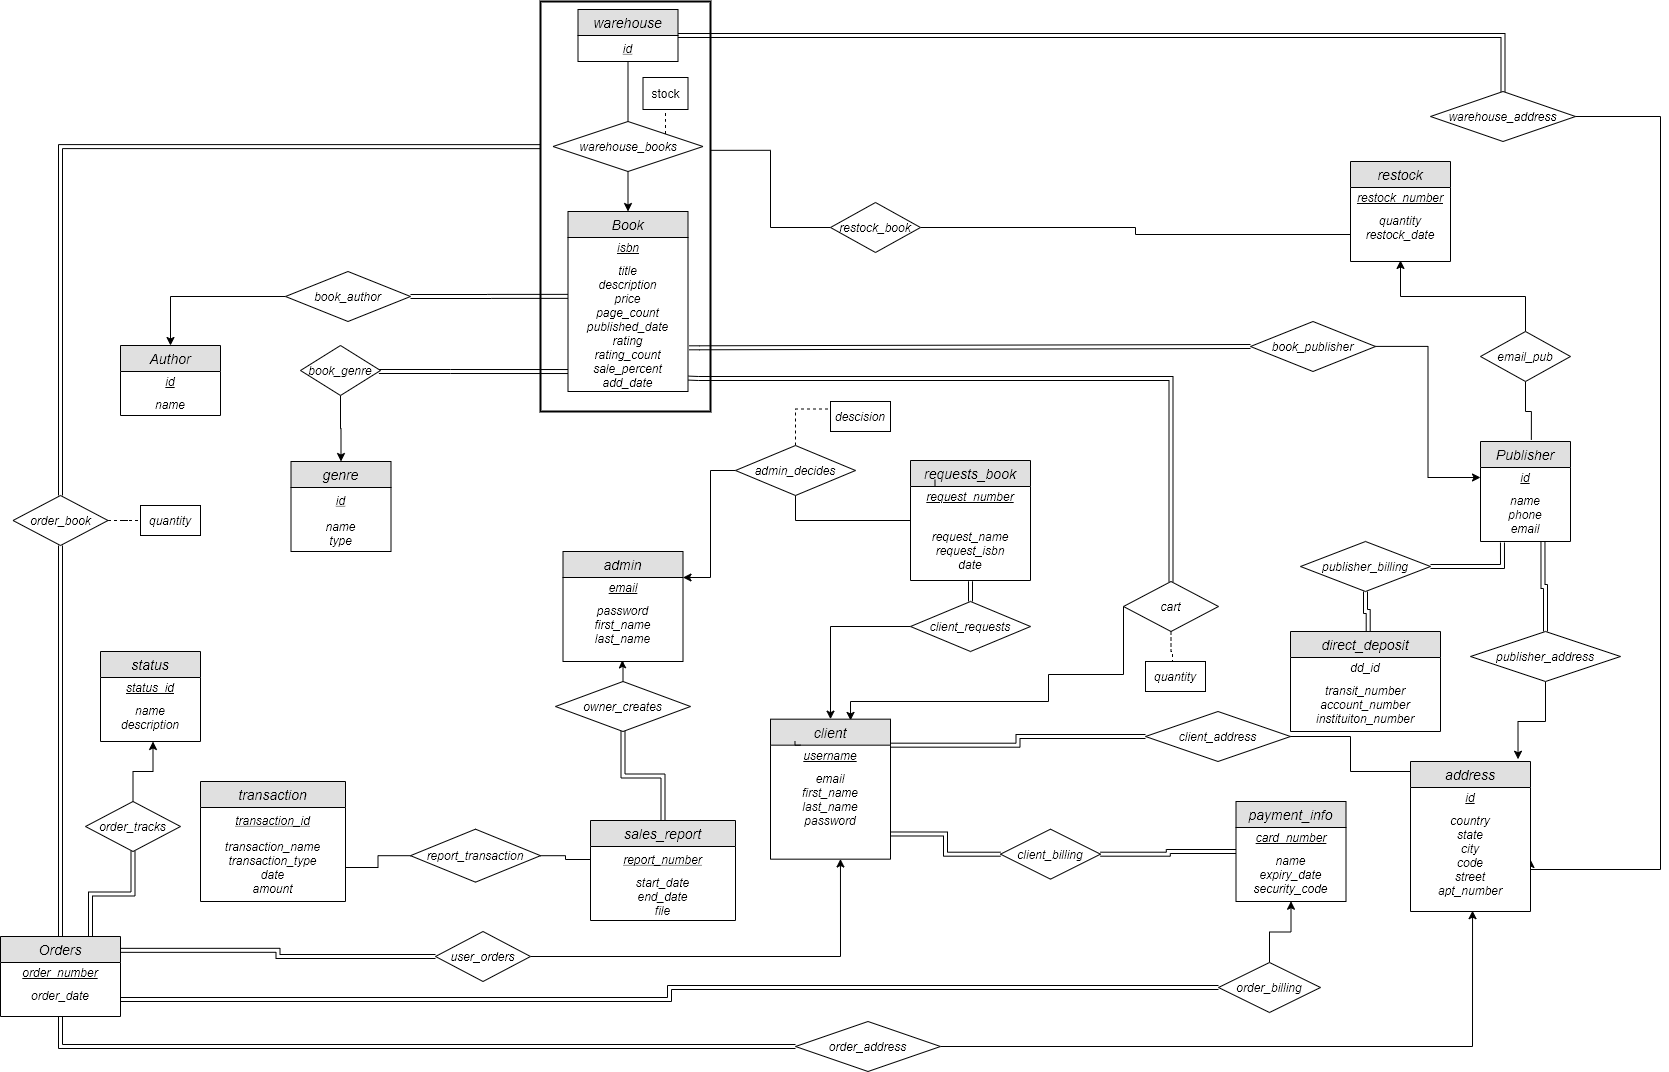 warehouse
id
stock
warehouse_books
warehouse_address
restock
restock_number
quantity
restock_date
restock_book
Book
isbn
title
description
price
page_count
published_date
rating
rating_count
sale_percent
add_date
book_author
Author
id
name
book_genre
genre
id
name
type
book_publisher
email_pub
Publisher
id
name
phone
email
descision
admin_decides
requests_book
request_number
request_name
request_isbn
date
order_book
quantity
admin
email
password
first_name
last_name
client_requests
cart
quantity
publisher_billing
direct_deposit
dd_id
transit_number
account_number
instituiton_number
publisher_address
status
status_id
name
description
owner_creates
client
username
email
first_name
last_name
password
client_address
address
id
country
state
city
code
street
apt_number
order_tracks
transaction
transaction_id
transaction_name
transaction_type
date
amount
report_transaction
sales_report
report_number
start_date
end_date
file
client_billing
payment_info
card_number
name
expiry_date
security_code
Orders
order_number
order_date
user_orders
order_billing
order_address